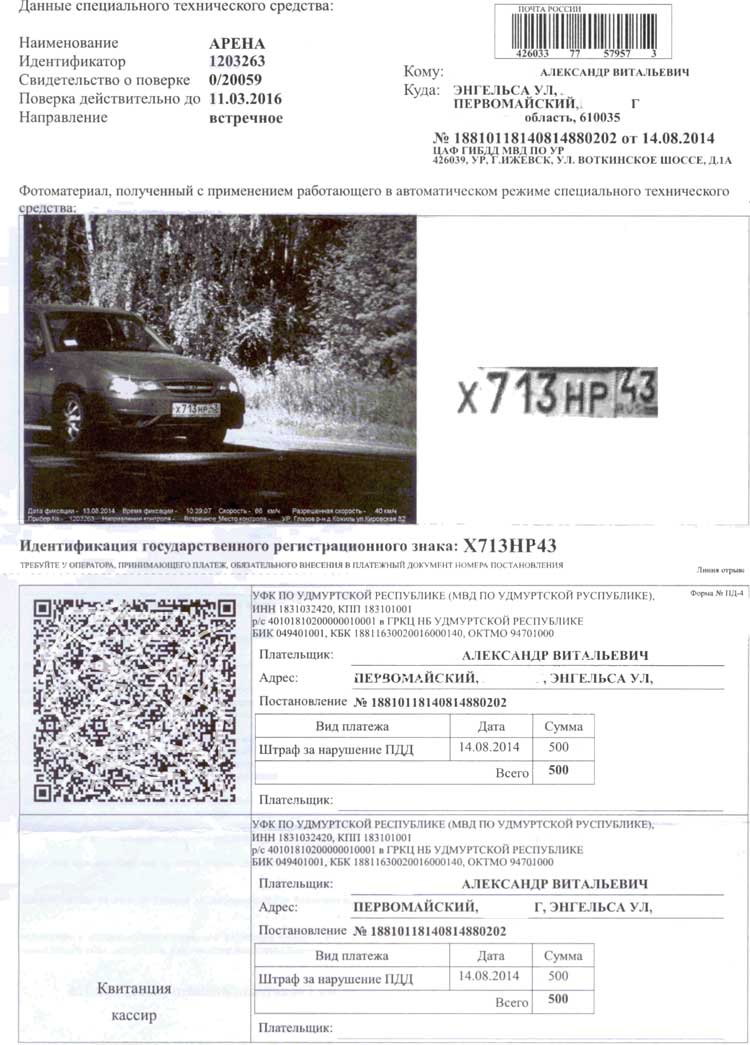 Данные специального технического средства:
Наименование АРЕНА
Идентификатор 1203263
Свидетельство о поверке 0/20059
Поверка действительно до 11.03.2016
Направление встречное
ПОЧТА РОССИИ
426033 77 57957 3
Кому: АЛЕКСАНДР ВИТАЛЬЕВИЧ
Куда: ЭНГЕЛЬСА УЛ,
ПЕРВОМАЙСКИЙ, Г
область, 610035
№ 18810118140814880202 от 14.08.2014
ЦАФ ГИБДД МВД ПО УР
426039, УР, Г.ИЖЕВСК, УЛ. ВОТКИНСКОЕ ШОССЕ, Д.1А
Фотоматериал, полученный с применением работающего в автоматическом режиме специального технического
средства:
Х713НР
Х713НР 43
RUS
Дата фиксации - 13.08.2014 Время фиксации - 10:39:07 Скорость - 66 км/ч Разрешенная скорость - 40 км/ч
Прибор № - 1203263 Направление контроля - Встречное Место контроля - УР, Глазов р-н,д.Кожиль ул.Кировская 52
Идентификация государственного регистрационного знака: Х713НР43
ТРЕБУЙТЕ У ОПЕРАТОРА, ПРИНИМАЮЩЕГО ПЛАТЕЖ, ОБЯЗАТЕЛЬНОГО ВНЕСЕНИЯ В ПЛАТЕЖНЫЙ ДОКУМЕНТ НОМЕРА ПОСТАНОВЛЕНИЯ
Линия отрыва
Форма № ПД-4
УФК ПО УДМУРТСКОЙ РЕСПУБЛИКЕ (МВД ПО УДМУРТСКОЙ РУСПУБЛИКЕ),
ИНН 1831032420, КПП 183101001
р/с 40101810200000010001 в ГРКЦ НБ УДМУРТСКОЙ РЕСПУБЛИКЕ
БИК 049401001, КБК 18811630020016000140, ОКТМО 94701000
Плательщик: АЛЕКСАНДР ВИТАЛЬЕВИЧ
Адрес: ПЕРВОМАЙСКИЙ, , ЭНГЕЛЬСА УЛ,
Постановление № 18810118140814880202
Вид платежа Дата Сумма
Штраф за нарушение ПДД 14.08.2014 500
Всего 500
Плательщик:
УФК ПО УДМУРТСКОЙ РЕСПУБЛИКЕ (МВД ПО УДМУРТСКОЙ РУСПУБЛИКЕ),
ИНН 1831032420, КПП 183101001
р/с 40101810200000010001 в ГРКЦ НБ УДМУРТСКОЙ РЕСПУБЛИКЕ
БИК 049401001, КБК 18811630020016000140, ОКТМО 94701000
Плательщик: АЛЕКСАНДР ВИТАЛЬЕВИЧ
Адрес: ПЕРВОМАЙСКИЙ, Г, ЭНГЕЛЬСА УЛ,
Постановление № 18810118140814880202
Вид платежа Дата Сумма
Штраф за нарушение ПДД 14.08.2014 500
Всего 500
Плательщик:
Квитанция
кассир